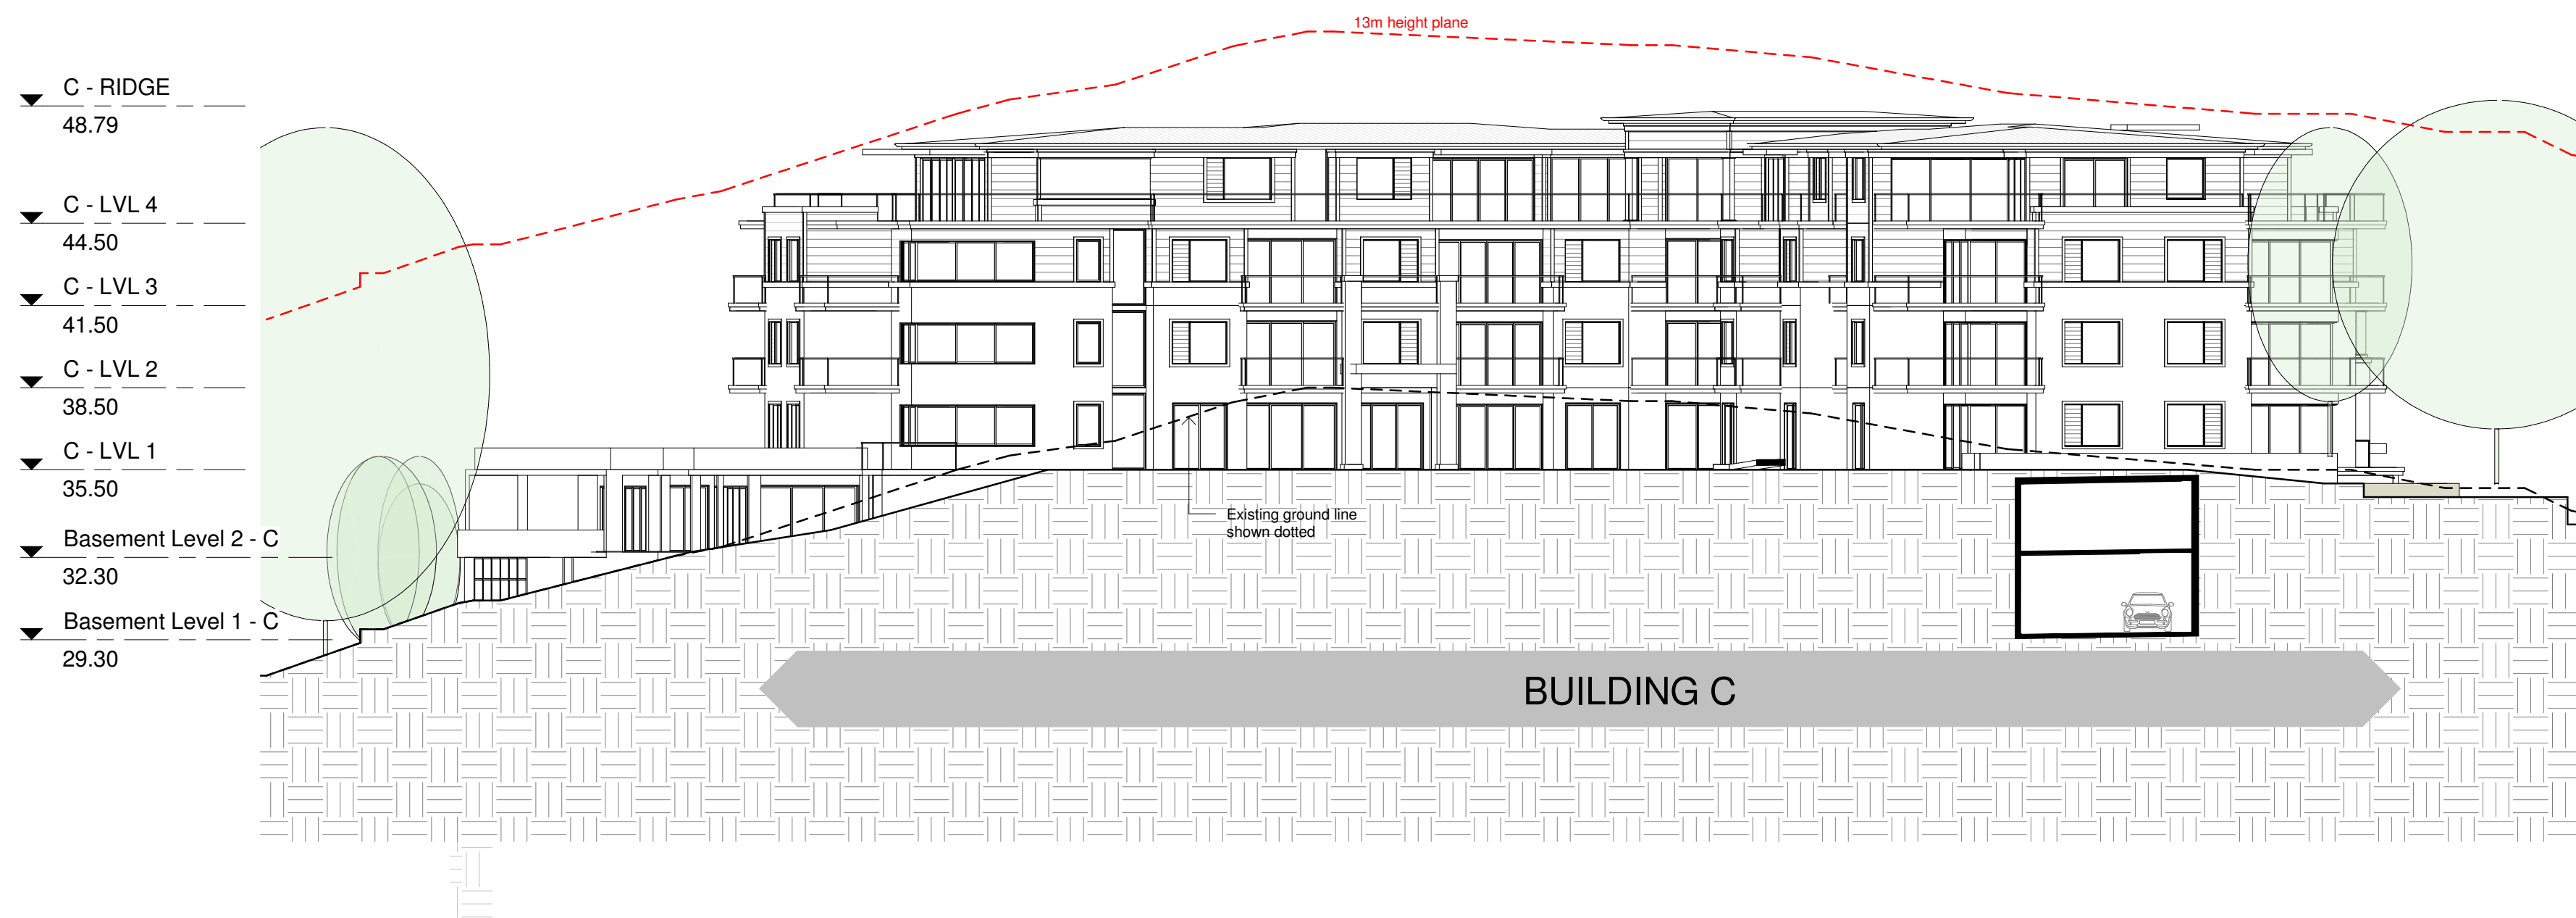 13m height plane
C - RIDGE
48.79
C - LVL 4
44.50
C - LVL 3
41.50
C - LVL 2
38.50
C - LVL 1
35.50
Existing ground line
shown dotted
Basement Level 2 - C
32.30
Basement Level 1 - C
29.30
BUILDING C